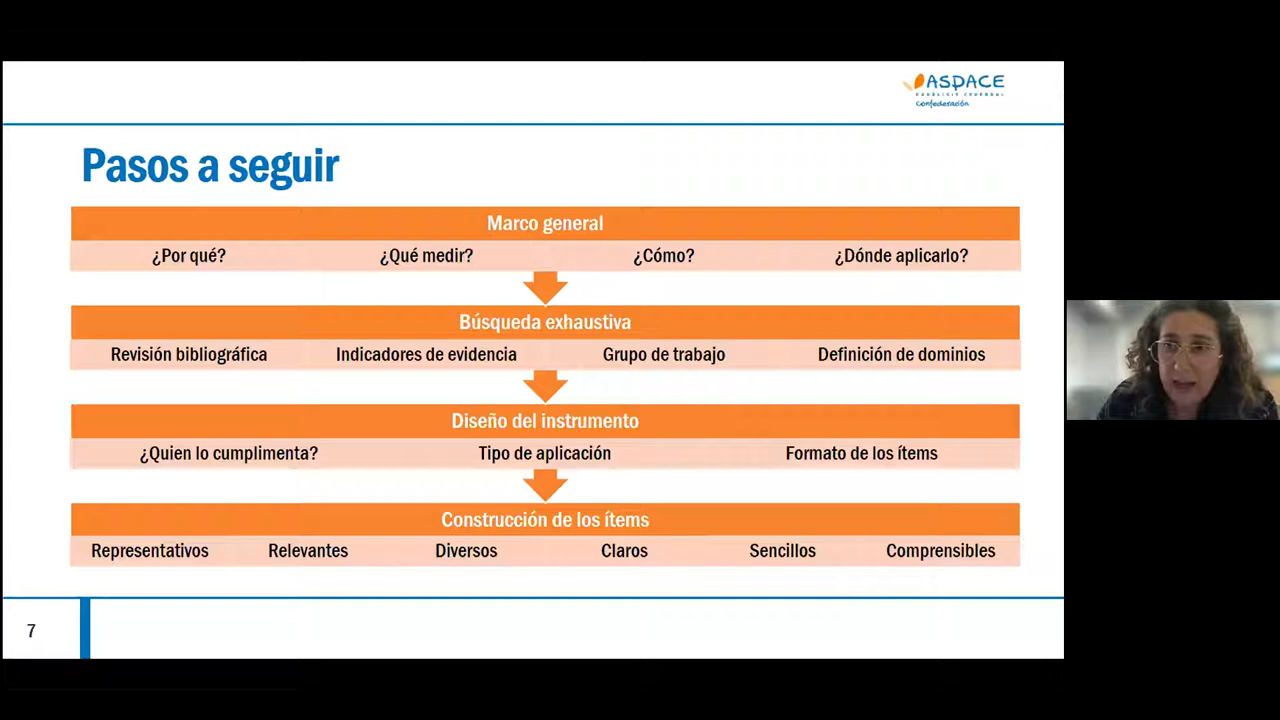 ASPACE
PARÁLISIS CEREBRAL
Confederación
Pasos a seguir
Marco general
¿Por qué? ¿Qué medir? ¿Cómo? ¿Dónde aplicarlo?
Búsqueda exhaustiva
Revisión bibliográfica Indicadores de evidencia Grupo de trabajo Definición de dominios
Diseño del instrumento
¿Quien lo cumplimenta? Tipo de aplicación Formato de los ítems
Construcción de los ítems
Representativos Relevantes Diversos Claros Sencillos Comprensibles
7